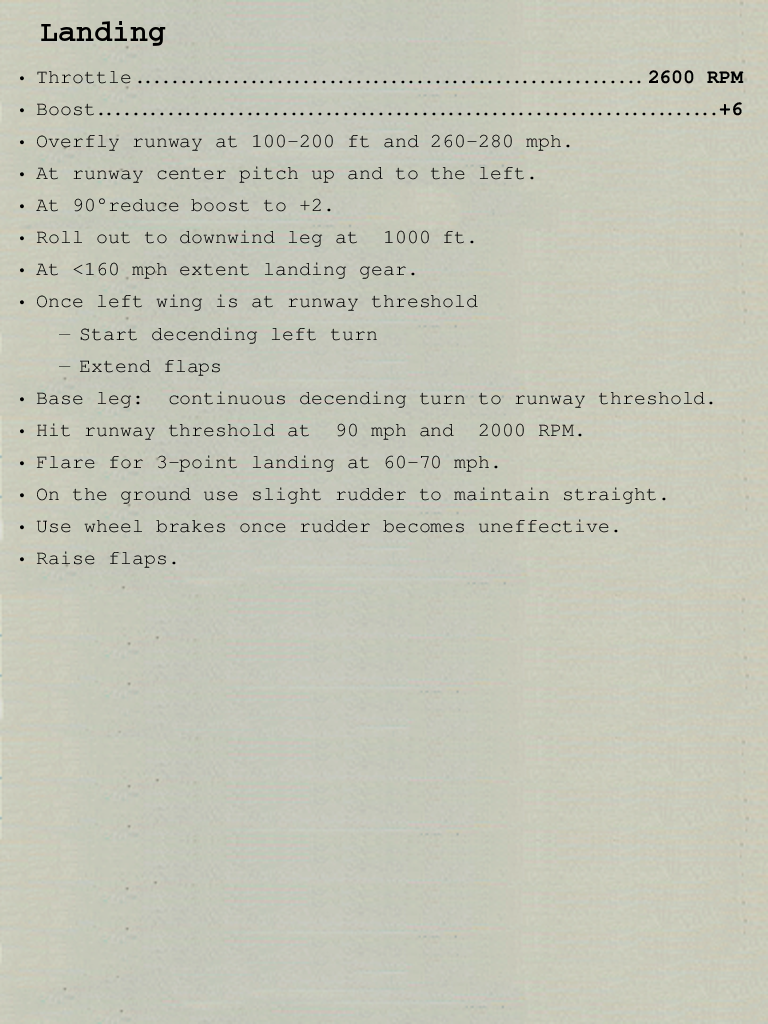 Landing
• Throttle......................................................... 2600 RPM
• Boost.....................................................................+6
• Overfly runway at 100-200 ft and 260-280 mph.
• At runway center pitch up and to the left.
• At 90°reduce boost to +2.
• Roll out to downwind leg at  1000 ft.
• At <160 mph extent landing gear.
• Once left wing is at runway threshold
— Start decending left turn
— Extend flaps
• Base leg:  continuous decending turn to runway threshold.
• Hit runway threshold at  90 mph and  2000 RPM.
• Flare for 3-point landing at 60-70 mph.
• On the ground use slight rudder to maintain straight.
• Use wheel brakes once rudder becomes uneffective.
• Raise flaps.